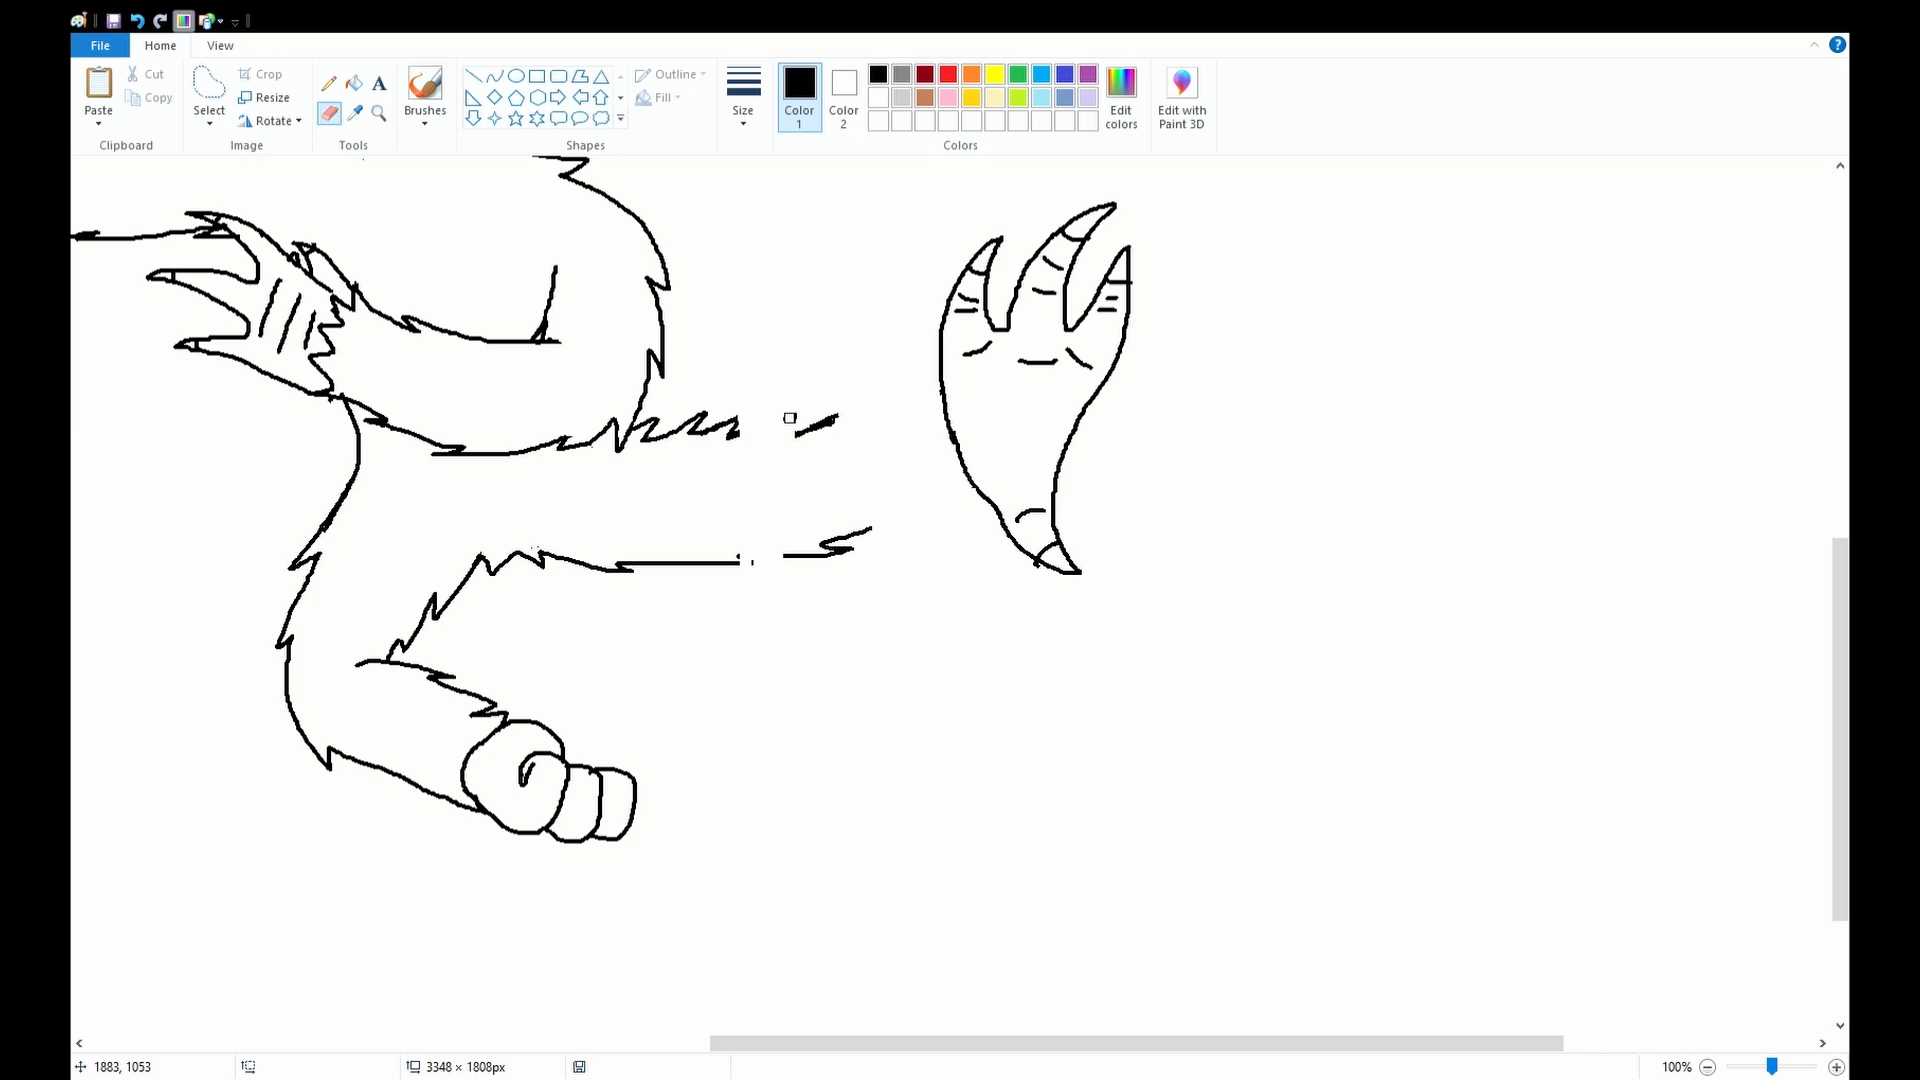 File Home View ?
Cut
Copy
Paste
Clipboard
Select
Crop
Resize
Rotate
Image
A
Tools
Brushes
Outline
Fill
Shapes
Size
Color 1
Color 2
Edit colors
Colors
Edit with Paint 3D
1883, 1053
3348 × 1808px
100%